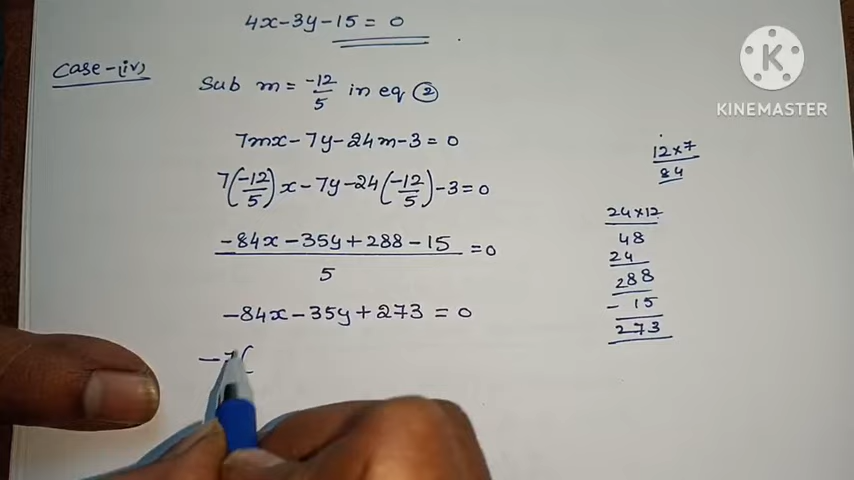 4x-3y-15 = 0
Case-(iv)
Sub m = -12/5 in eq ②
7mx-7y-24m-3=0
7(-12/5)x-7y-24(-12/5)-3=0
-84x-35y+288-15/5 =0
-84x-35y+273 = 0
-7(
12x7
84
24x12
48
24
288
- 15
273
K
KINEMASTER